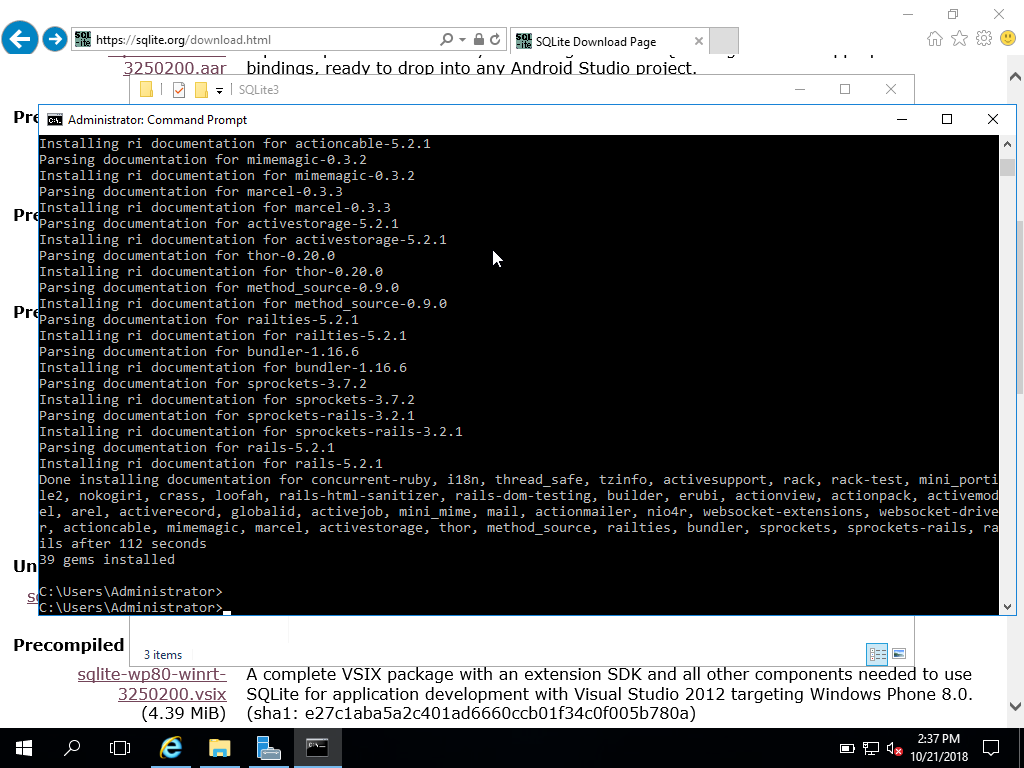 https://sqlite.org/download.html
SQLite Download Page
3250200.aar
bindings, ready to drop into any Android Studio project.
SQLite3
Pre
Administrator: Command Prompt
Installing ri documentation for actioncable-5.2.1
Parsing documentation for mimemagic-0.3.2
Installing ri documentation for mimemagic-0.3.2
Parsing documentation for marcel-0.3.3
Installing ri documentation for marcel-0.3.3
Pre
Parsing documentation for activestorage-5.2.1
Installing ri documentation for activestorage-5.2.1
Parsing documentation for thor-0.20.0
Installing ri documentation for thor-0.20.0
Parsing documentation for method_source-0.9.0
Installing ri documentation for method_source-0.9.0
Pre
Parsing documentation for railties-5.2.1
Installing ri documentation for railties-5.2.1
Parsing documentation for bundler-1.16.6
Installing ri documentation for bundler-1.16.6
Parsing documentation for sprockets-3.7.2
Installing ri documentation for sprockets-3.7.2
Parsing documentation for sprockets-rails-3.2.1
Installing ri documentation for sprockets-rails-3.2.1
Parsing documentation for rails-5.2.1
Installing ri documentation for rails-5.2.1
Done installing documentation for concurrent-ruby, i18n, thread_safe, tzinfo, activesupport, rack, rack-test, mini_porti
le2, nokogiri, crass, loofah, rails-html-sanitizer, rails-dom-testing, builder, erubi, actionview, actionpack, activemod
el, arel, activerecord, globalid, activejob, mini_mime, mail, actionmailer, nio4r, websocket-extensions, websocket-drive
r, actioncable, mimemagic, marcel, activestorage, thor, method_source, railties, bundler, sprockets, sprockets-rails, ra
ils after 112 seconds
39 gems installed
Un
C:\Users\Administrator>
C:\Users\Administrator>
Precompiled
3 items
sqlite-wp80-winrt-
3250200.vsix
(4.39 MiB)
A complete VSIX package with an extension SDK and all other components needed to use
SQLite for application development with Visual Studio 2012 targeting Windows Phone 8.0.
(sha1: e27c1aba5a2c401ad6660ccb01f34c0f005b780a)
2:37 PM
10/21/2018